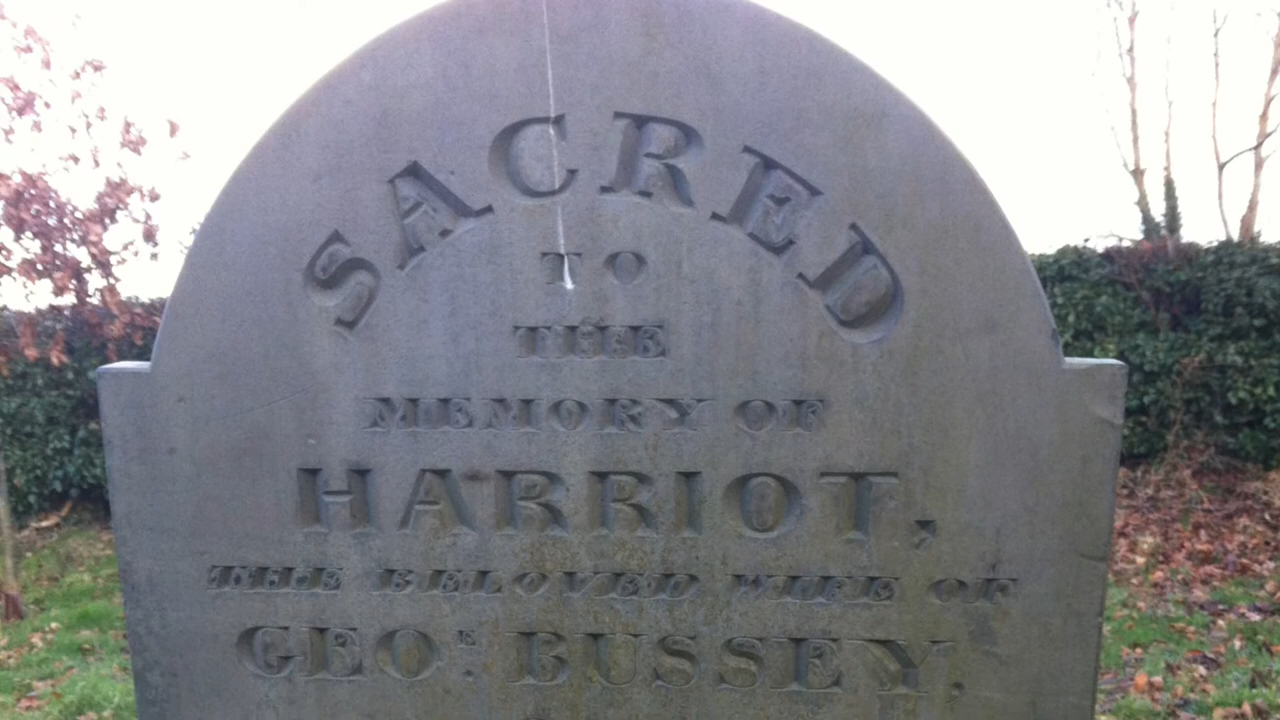 SACRED
TO
THE
MEMORY OF
HARRIOT,
THE BELOVED WIFE OF
GEO.ᴱ BUSSEY,